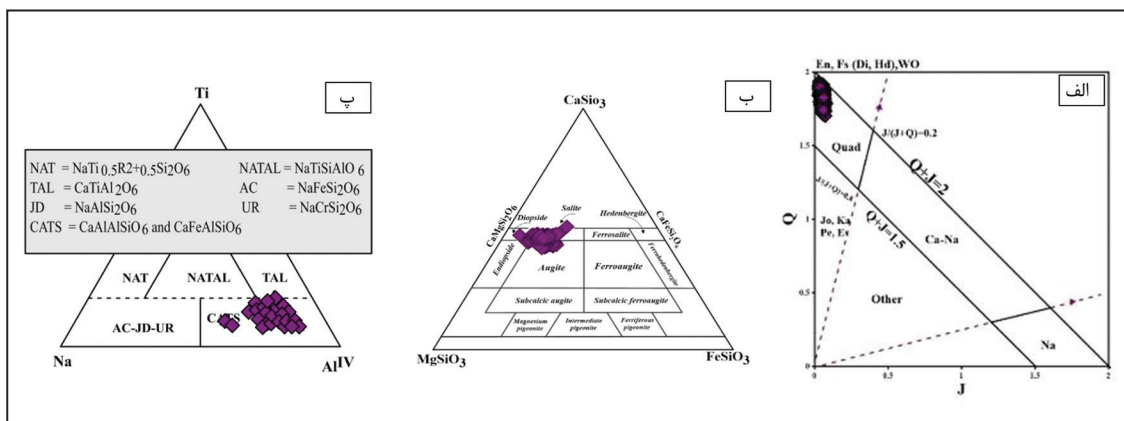 پ
Ti
NAT = NaTi 0.5R2+0.5Si2O6
NATAL = NaTiSiAlO 6
TAL = CaTiAl2O6
AC = NaFeSi2O6
JD = NaAlSi2O6
UR = NaCrSi2O6
CATS = CaAlAlSiO6 and CaFeAlSiO6
NAT
NATAL
TAL
AC-JD-UR
CATS
Na
AlIV
ب
CaSio3
CaMgSi2O6
Diopside
Salite
Hedenbergite
CaFeSi2O6
Endiopside
Ferrosalite
Augite
Ferroaugite
Ferrohedenbergite
Subcalcic augite
Subcalcic ferroaugite
Magnesium
pigeonite
Intermediate
pigeonite
Ferriferous
pigeonite
MgSiO3
FeSiO3
الف
En, Fs (Di, Hd),WO
2
Quad
J/(J+Q)=0.2
1.5
Q+J=2
Q
Jo, Ka
Pe, Es
Q+J=1.5
1
Ca-Na
0.5
Other
Na
0
0
0.5
1
1.5
2
J